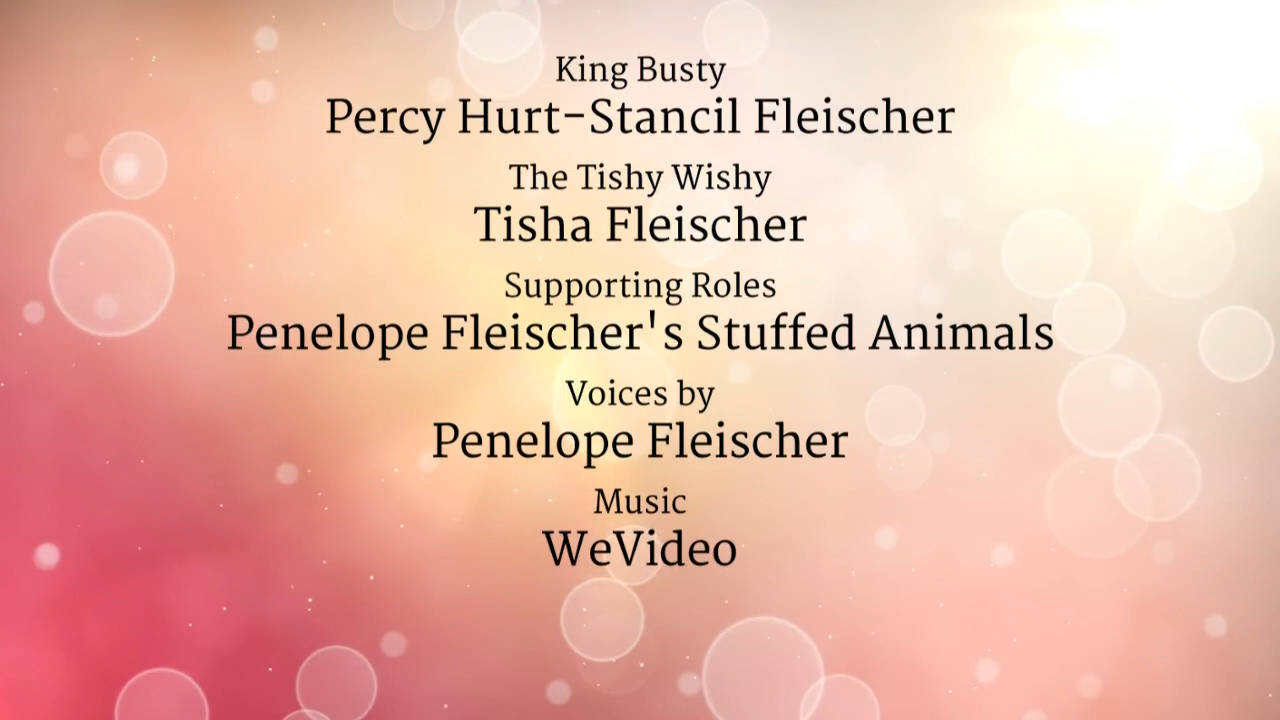 King Busty
Percy Hurt-Stancil Fleischer
The Tishy Wishy
Tisha Fleischer
Supporting Roles
Penelope Fleischer's Stuffed Animals
Voices by
Penelope Fleischer
Music
WeVideo